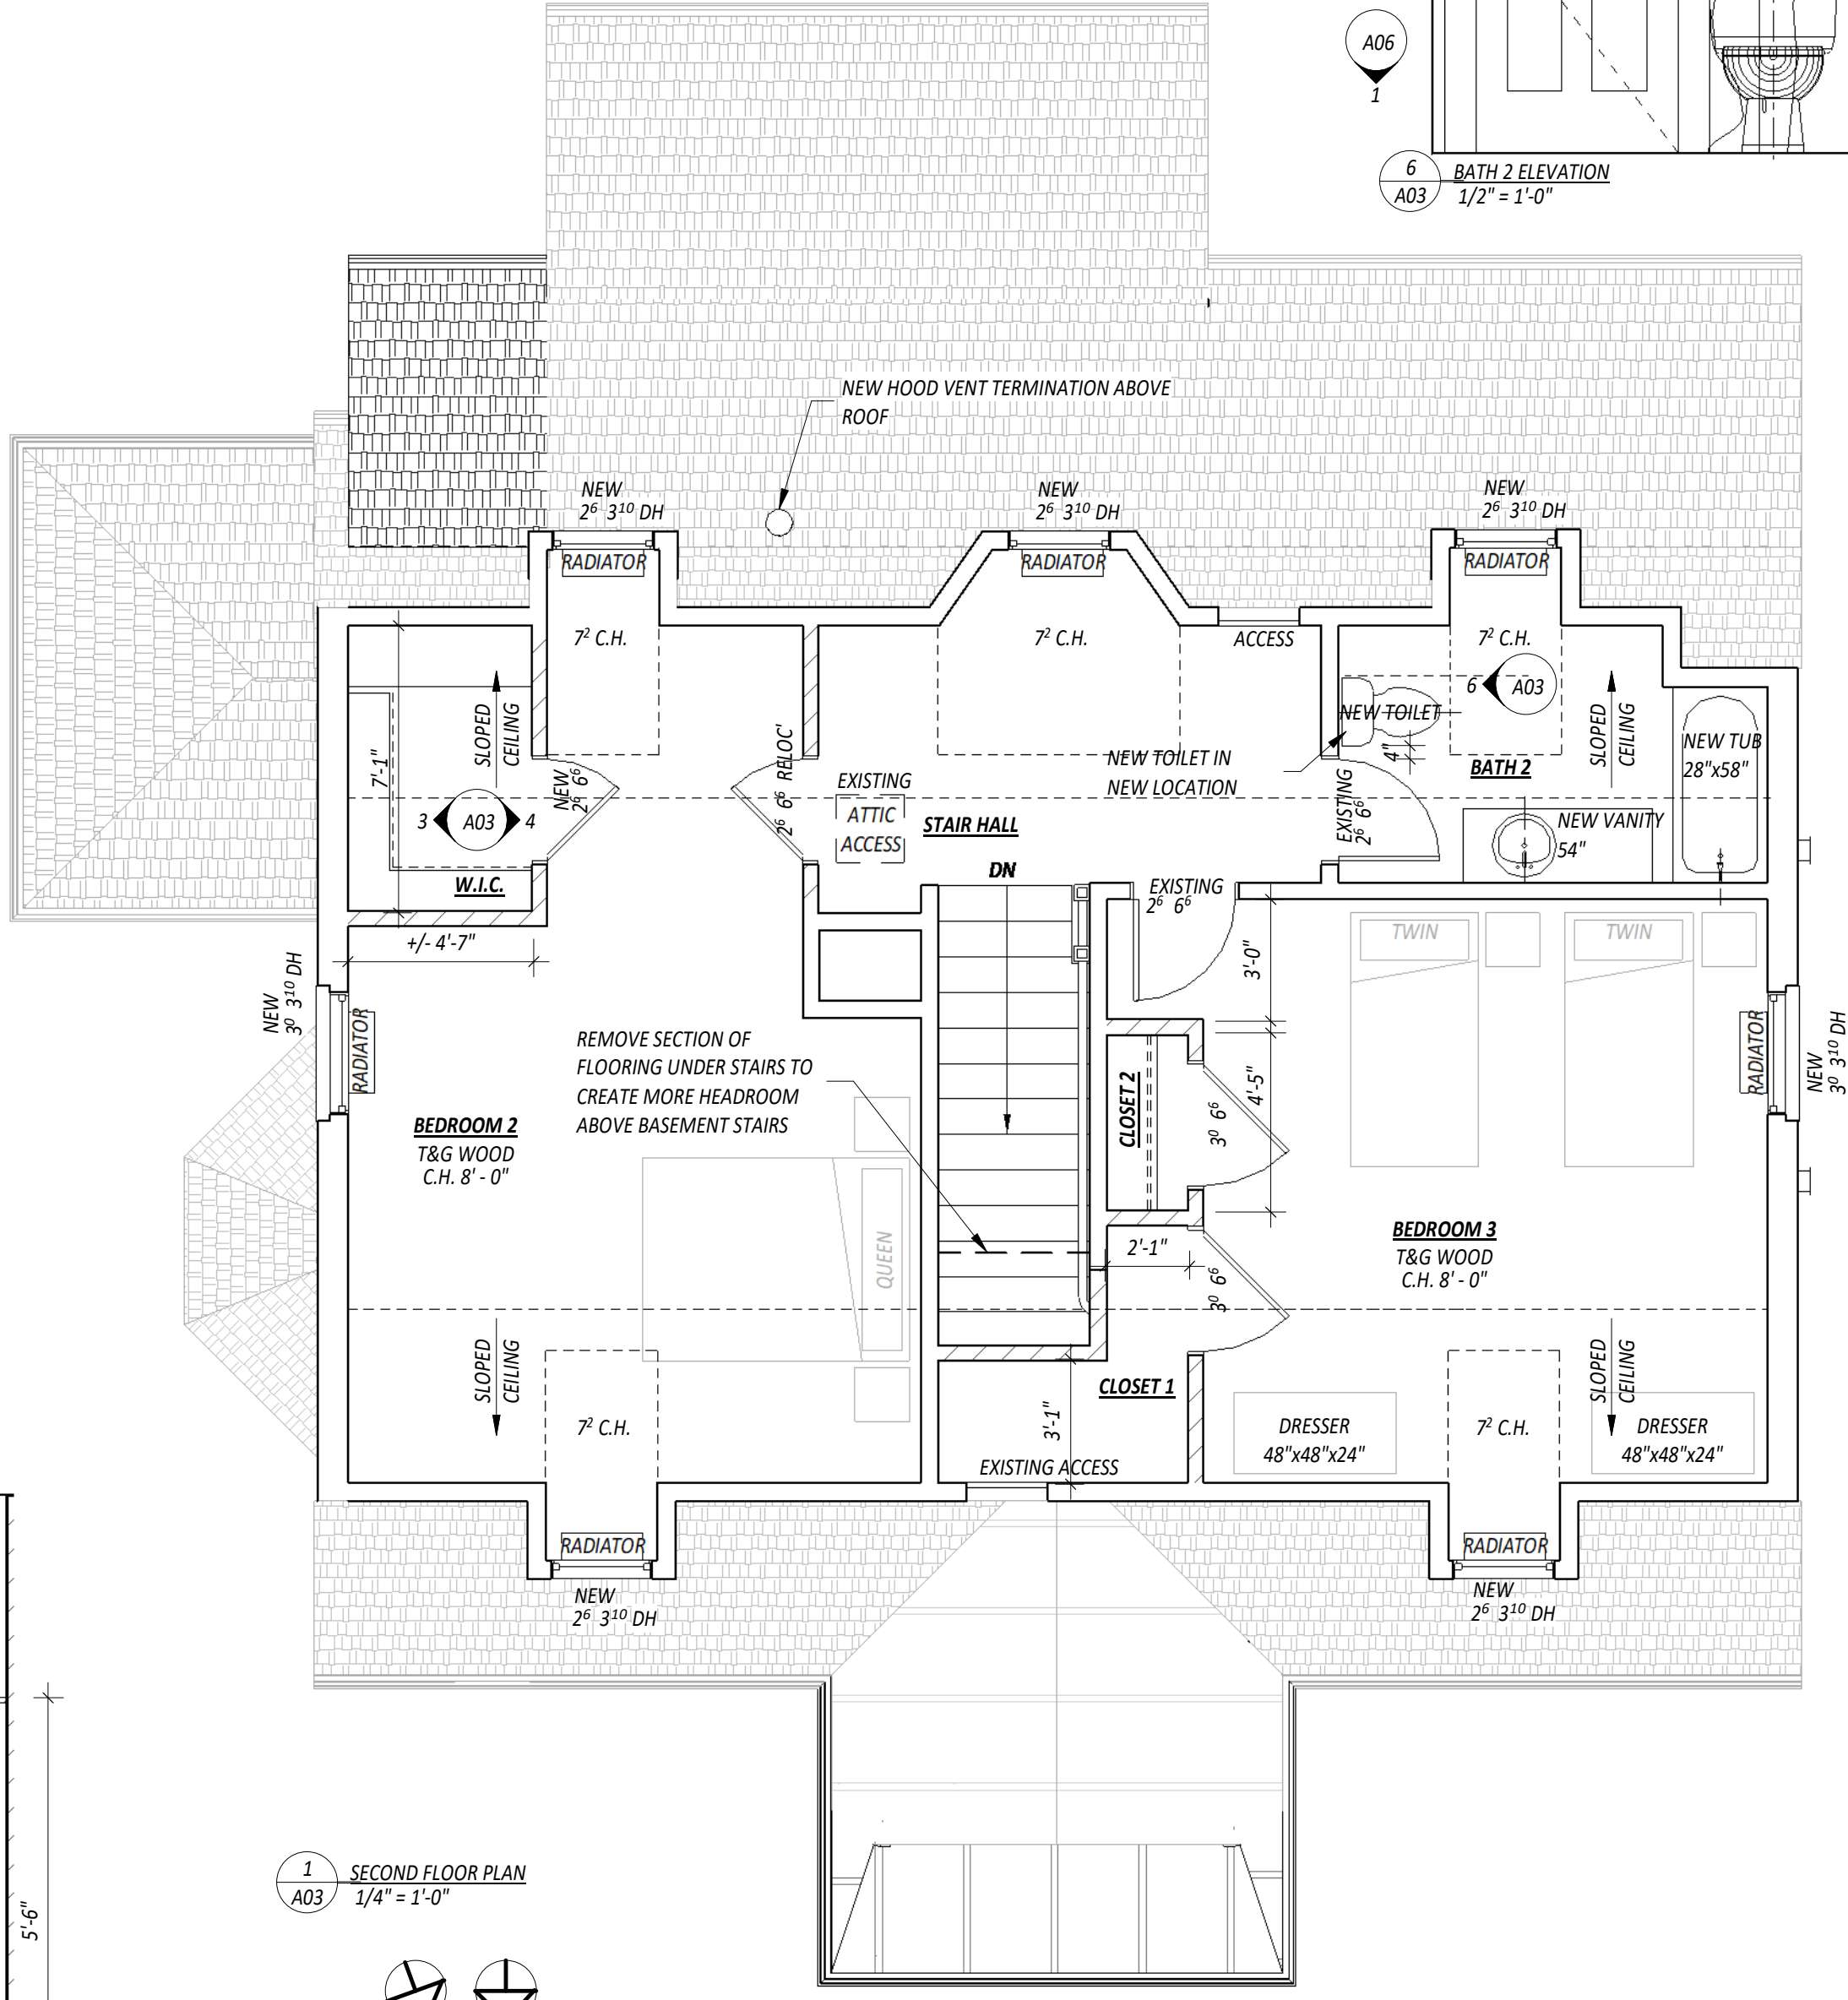 A06
1
6
A03
BATH 2 ELEVATION
1/2" = 1'-0"
NEW HOOD VENT TERMINATION ABOVE
ROOF
NEW
2⁶ 3¹⁰ DH
RADIATOR
7² C.H.
NEW
2⁶ 3¹⁰ DH
RADIATOR
7² C.H.
ACCESS
NEW
2⁶ 3¹⁰ DH
RADIATOR
7² C.H.
6
A03
NEW TOILET
4"
BATH 2
SLOPED
CEILING
NEW TUB
28"x58"
NEW VANITY
54"
NEW TOILET IN
NEW LOCATION
EXISTING
2⁶ 6⁶
7'-1"
SLOPED
CEILING
3
A03
4
W.I.C.
+/- 4'-7"
NEW
2⁶ 6⁶
2⁶ 6⁶ RELOC'
EXISTING
ATTIC
ACCESS
STAIR HALL
DN
EXISTING
2⁶ 6⁶
3'-0"
TWIN
TWIN
NEW
3⁰ 3¹⁰ DH
RADIATOR
REMOVE SECTION OF
FLOORING UNDER STAIRS TO
CREATE MORE HEADROOM
ABOVE BASEMENT STAIRS
BEDROOM 2
T&G WOOD
C.H. 8' - 0"
QUEEN
CLOSET 2
3⁰ 6⁶
4'-5"
RADIATOR
NEW
3⁰ 3¹⁰ DH
BEDROOM 3
T&G WOOD
C.H. 8' - 0"
2'-1"
3⁰ 6⁶
SLOPED
CEILING
7² C.H.
CLOSET 1
3'-1"
EXISTING ACCESS
DRESSER
48"x48"x24"
7² C.H.
SLOPED
CEILING
DRESSER
48"x48"x24"
RADIATOR
NEW
2⁶ 3¹⁰ DH
RADIATOR
NEW
2⁶ 3¹⁰ DH
1
A03
SECOND FLOOR PLAN
1/4" = 1'-0"
5'-6"